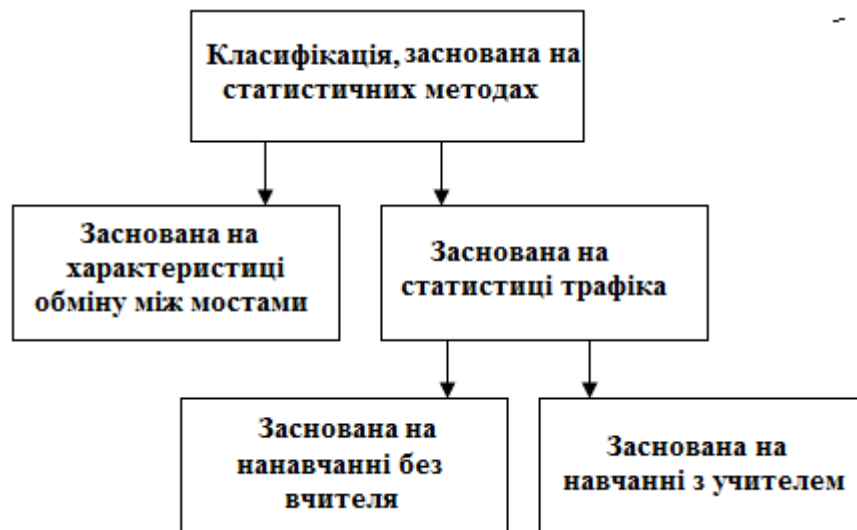 Класифікація, заснована на
статистичних методах
Заснована на
характеристиці
обміну між мостами
Заснована на
статистиці трафіка
Заснована на
нанавчанні без
вчителя
Заснована на
навчанні з учителем